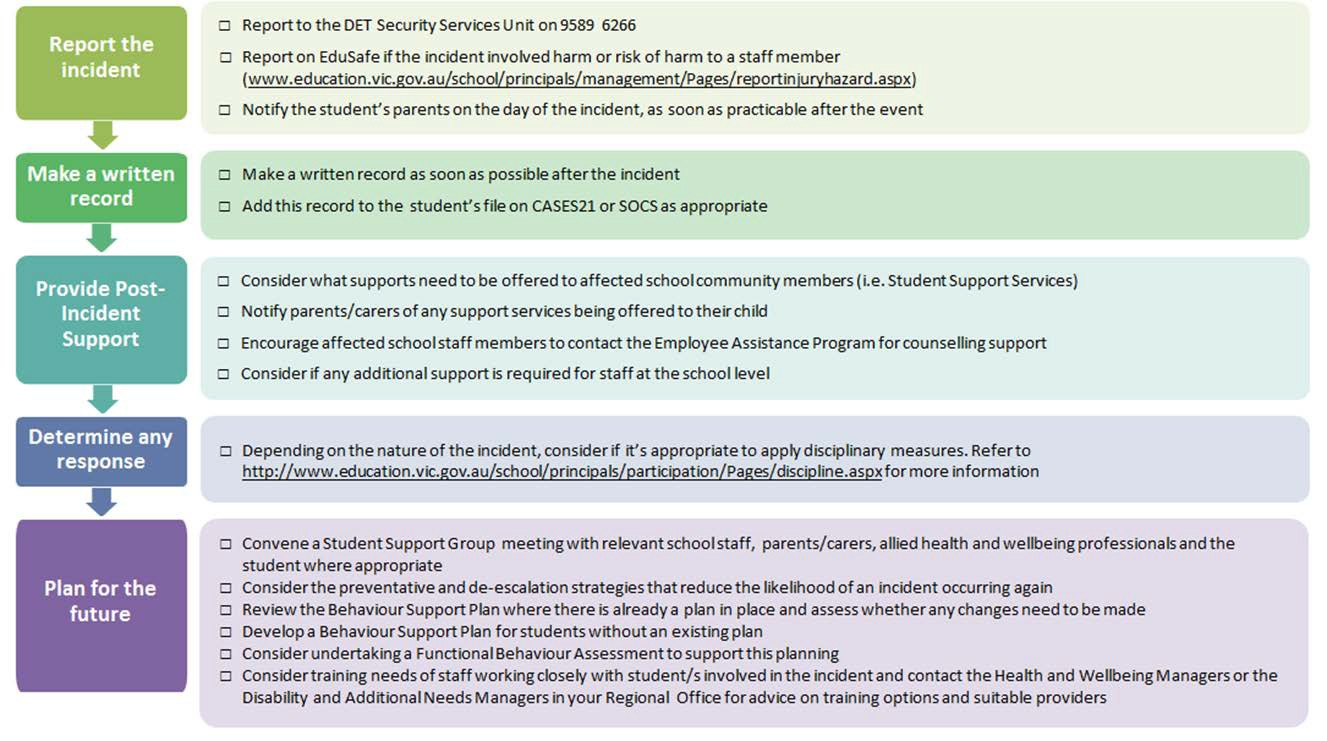 Report the
incident
☐ Report to the DET Security Services Unit on 9589 6266
☐ Report on EduSafe if the incident involved harm or risk of harm to a staff member
(www.education.vic.gov.au/school/principals/management/Pages/reportinjuryhazard.aspx)
☐ Notify the student's parents on the day of the incident, as soon as practicable after the event
Make a written
record
☐ Make a written record as soon as possible after the incident
☐ Add this record to the student's file on CASES21 or SOCS as appropriate
Provide Post-
Incident
Support
☐ Consider what supports need to be offered to affected school community members (i.e. Student Support Services)
☐ Notify parents/carers of any support services being offered to their child
☐ Encourage affected school staff members to contact the Employee Assistance Program for counselling support
☐ Consider if any additional support is required for staff at the school level
Determine any
response
☐ Depending on the nature of the incident, consider if it's appropriate to apply disciplinary measures. Refer to
http://www.education.vic.gov.au/school/principals/participation/Pages/discipline.aspx for more information
Plan for the
future
☐ Convene a Student Support Group meeting with relevant school staff, parents/carers, allied health and wellbeing professionals and the
student where appropriate
☐ Consider the preventative and de-escalation strategies that reduce the likelihood of an incident occurring again
☐ Review the Behaviour Support Plan where there is already a plan in place and assess whether any changes need to be made
☐ Develop a Behaviour Support Plan for students without an existing plan
☐ Consider undertaking a Functional Behaviour Assessment to support this planning
☐ Consider training needs of staff working closely with student/s involved in the incident and contact the Health and Wellbeing Managers or the
Disability and Additional Needs Managers in your Regional Office for advice on training options and suitable providers